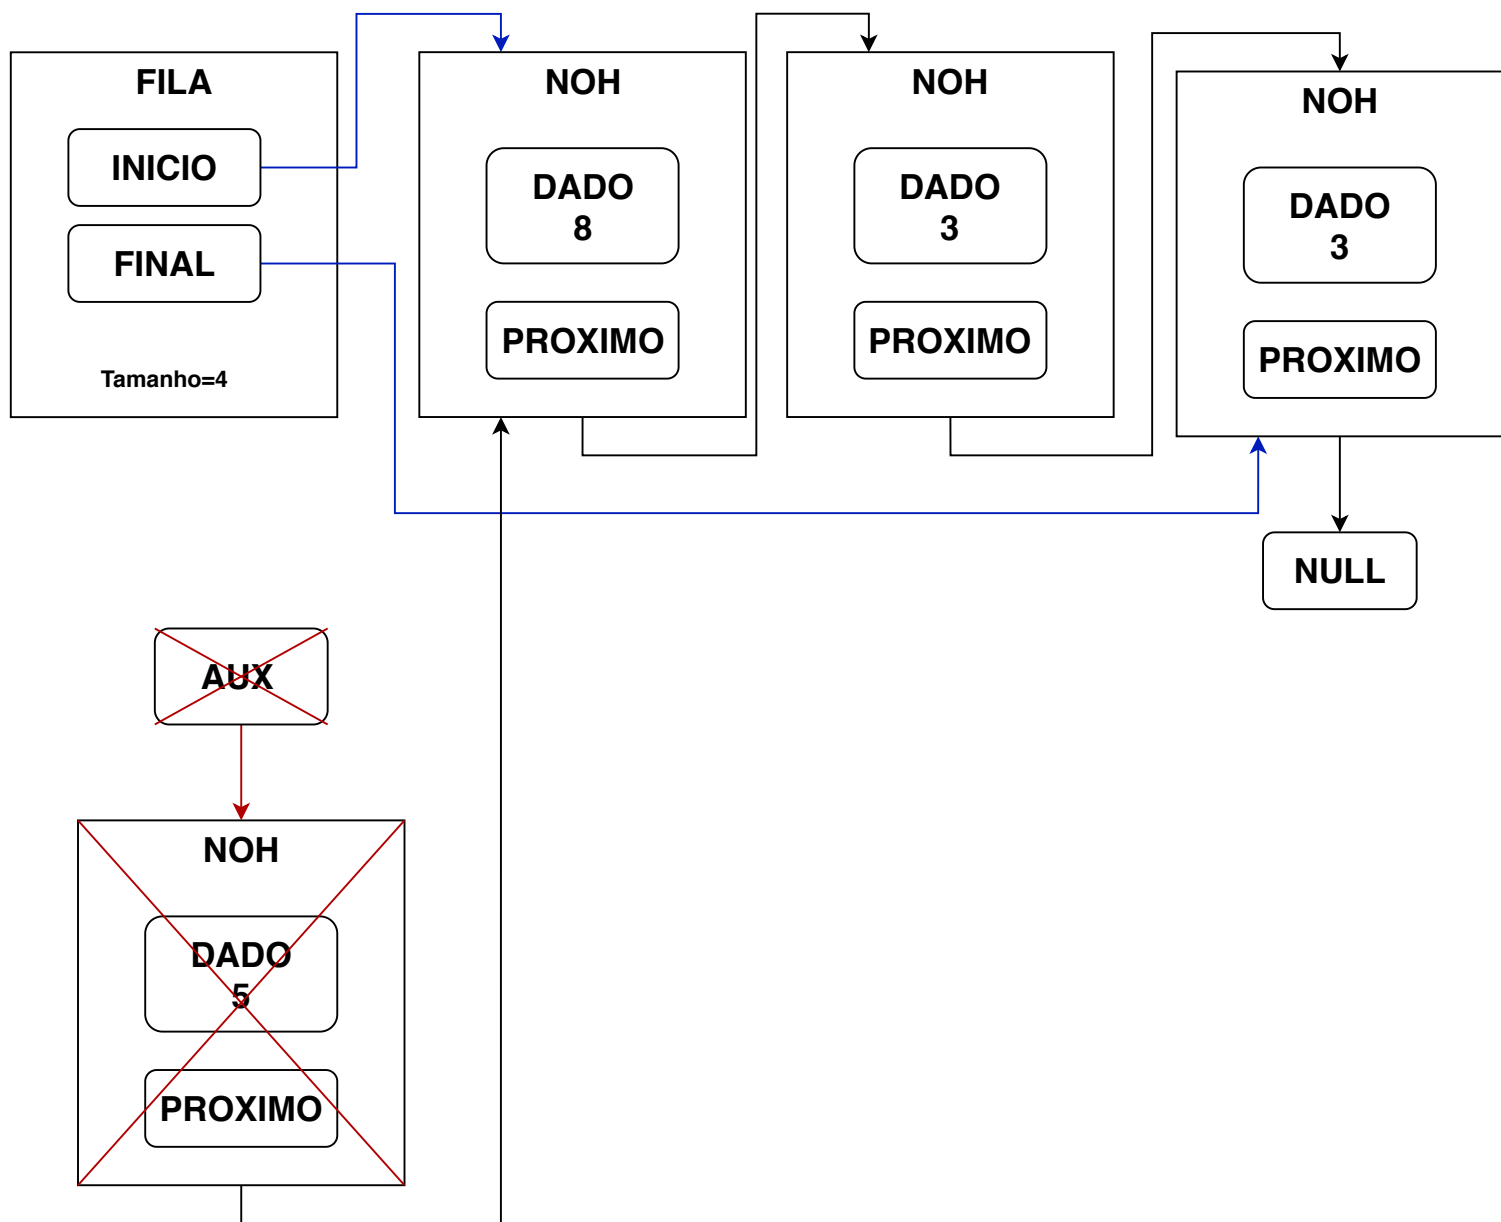 FILA
INICIO
FINAL
Tamanho=4
NOH
DADO
8
PROXIMO
NOH
DADO
3
PROXIMO
NOH
DADO
3
PROXIMO
NULL
AUX
NOH
DADO
5
PROXIMO